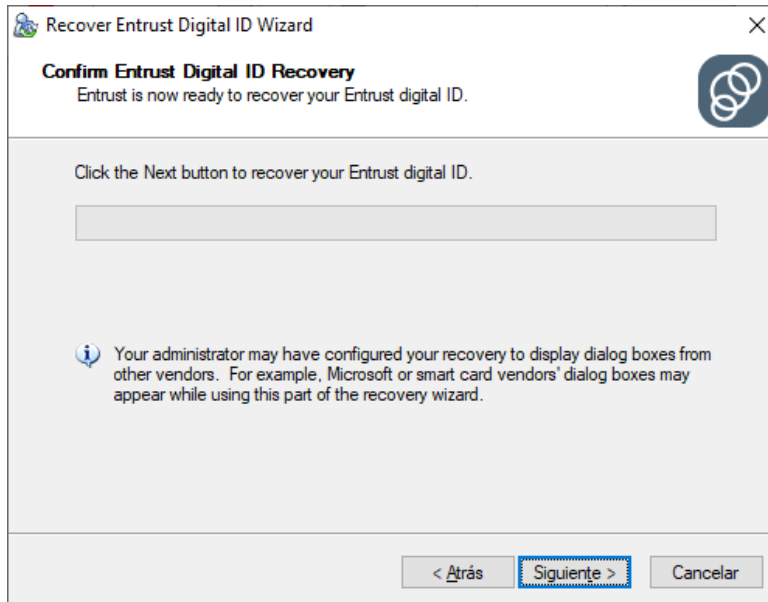 Recover Entrust Digital ID Wizard
Confirm Entrust Digital ID Recovery
Entrust is now ready to recover your Entrust digital ID.
Click the Next button to recover your Entrust digital ID.
Your administrator may have configured your recovery to display dialog boxes from
other vendors. For example, Microsoft or smart card vendors' dialog boxes may
appear while using this part of the recovery wizard.
< Atrás Siguiente > Cancelar